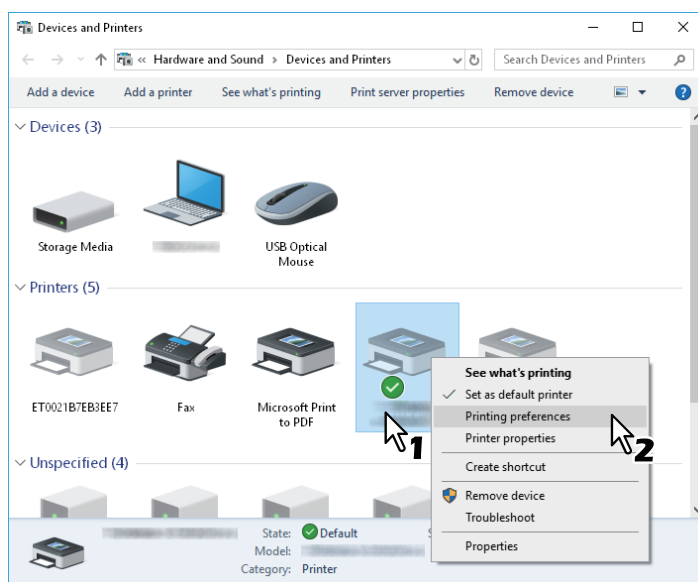 Devices and Printers
« Hardware and Sound › Devices and Printers
Search Devices and Printers
Add a device
Add a printer
See what's printing
Print server properties
Remove device
?
Devices (3)
Storage Media
USB Optical
Mouse
Printers (5)
ET0021B7EB3EE7
Fax
Microsoft Print
to PDF
1
See what's printing
Set as default printer
Printing preferences
2
Printer properties
Create shortcut
Remove device
Troubleshoot
Properties
Unspecified (4)
State: Default
Model:
Category: Printer